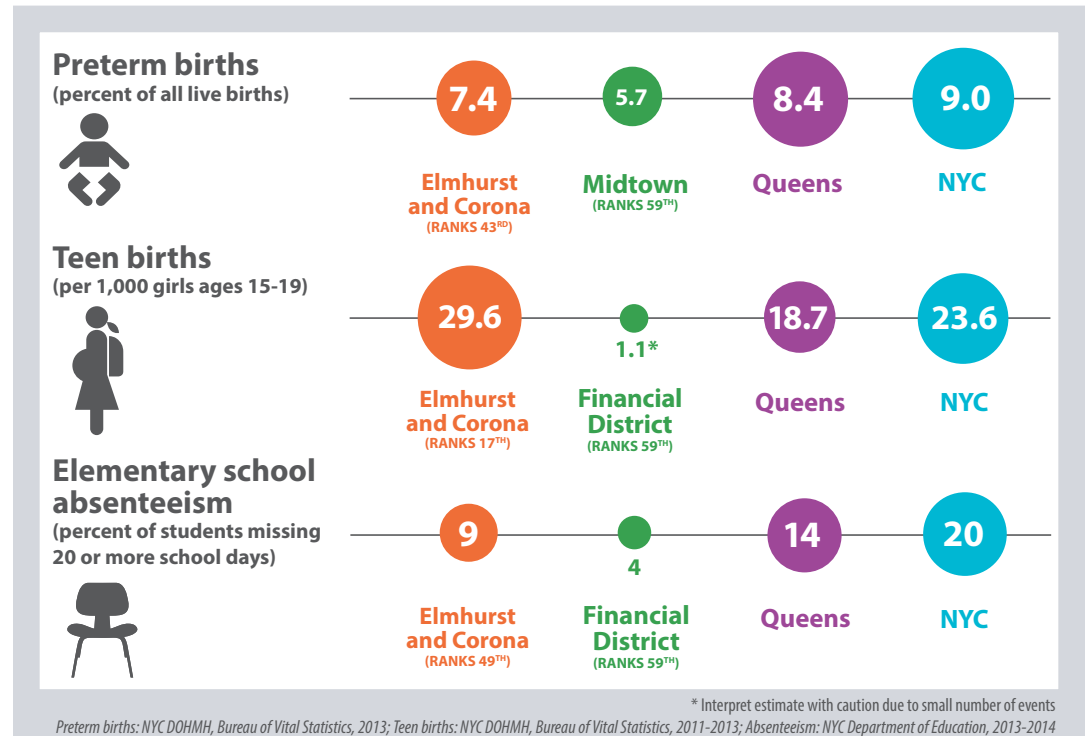 Preterm births
(percent of all live births)
7.4
5.7
8.4
9.0
Elmhurst
and Corona
(RANKS 43RD)
Midtown
(RANKS 59TH)
Queens
NYC
Teen births
(per 1,000 girls ages 15-19)
29.6
1.1*
18.7
23.6
Elmhurst
and Corona
(RANKS 17TH)
Financial
District
(RANKS 59TH)
Queens
NYC
Elementary school
absenteeism
(percent of students missing
20 or more school days)
9
4
14
20
Elmhurst
and Corona
(RANKS 49TH)
Financial
District
(RANKS 59TH)
Queens
NYC
* Interpret estimate with caution due to small number of events
Preterm births: NYC DOHMH, Bureau of Vital Statistics, 2013; Teen births: NYC DOHMH, Bureau of Vital Statistics, 2011-2013; Absenteeism: NYC Department of Education, 2013-2014